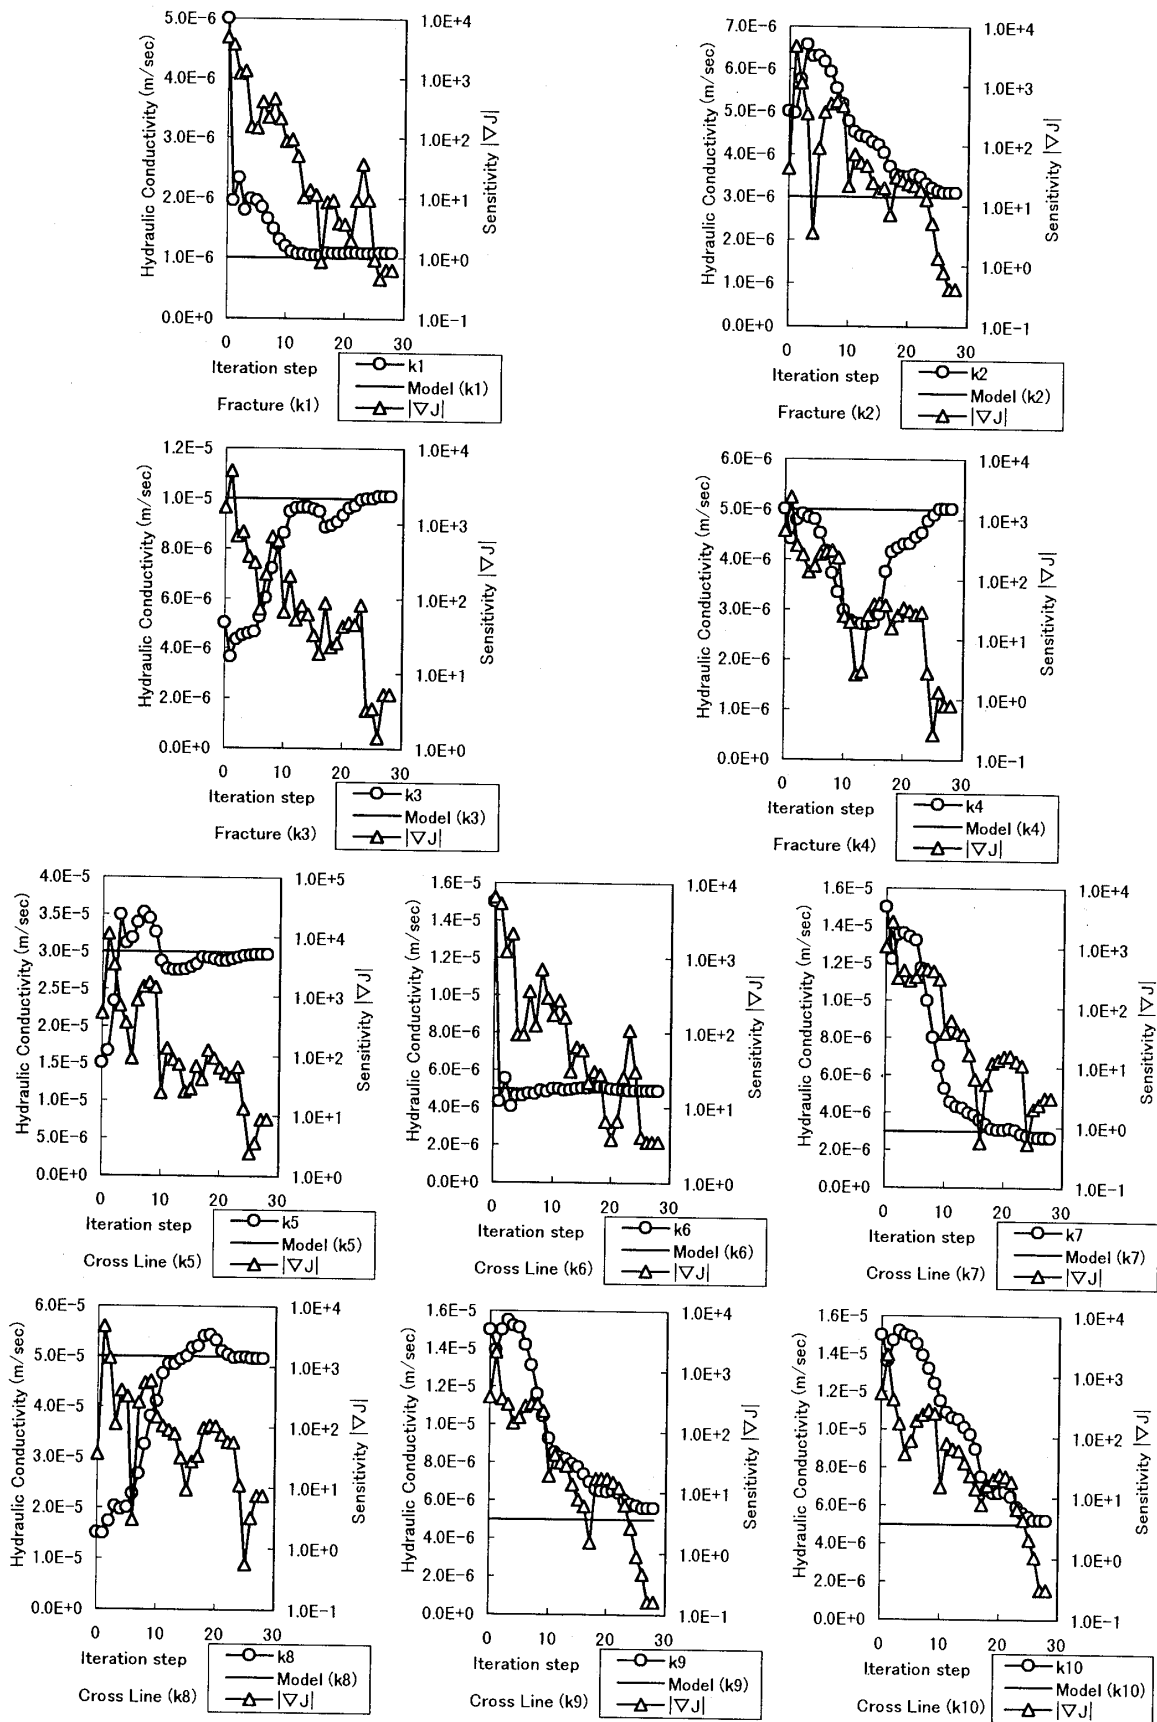 Hydraulic Conductivity (m/sec)
5.0E-6
4.0E-6
3.0E-6
2.0E-6
1.0E-6
0.0E+0
1.0E+4
1.0E+3
1.0E+2
1.0E+1
1.0E+0
1.0E-1
Sensitivity |∇J|
0 10 20 30
Iteration step
Fracture (k1)
k1
Model (k1)
|∇J|
Hydraulic Conductivity (m/sec)
7.0E-6
6.0E-6
5.0E-6
4.0E-6
3.0E-6
2.0E-6
1.0E-6
0.0E+0
1.0E+4
1.0E+3
1.0E+2
1.0E+1
1.0E+0
1.0E-1
Sensitivity |∇J|
0 10 20 30
Iteration step
Fracture (k2)
k2
Model (k2)
|∇J|
Hydraulic Conductivity (m/sec)
1.2E-5
1.0E-5
8.0E-6
6.0E-6
4.0E-6
2.0E-6
0.0E+0
1.0E+4
1.0E+3
1.0E+2
1.0E+1
1.0E+0
Sensitivity |∇J|
0 10 20 30
Iteration step
Fracture (k3)
k3
Model (k3)
|∇J|
Hydraulic Conductivity (m/sec)
6.0E-6
5.0E-6
4.0E-6
3.0E-6
2.0E-6
1.0E-6
0.0E+0
1.0E+4
1.0E+3
1.0E+2
1.0E+1
1.0E+0
1.0E-1
Sensitivity |∇J|
0 10 20 30
Iteration step
Fracture (k4)
k4
Model (k4)
|∇J|
Hydraulic Conductivity (m/sec)
4.0E-5
3.5E-5
3.0E-5
2.5E-5
2.0E-5
1.5E-5
1.0E-5
5.0E-6
0.0E+0
1.0E+5
1.0E+4
1.0E+3
1.0E+2
1.0E+1
1.0E+0
Sensitivity |∇J|
0 10 20 30
Iteration step
Cross Line (k5)
k5
Model (k5)
|∇J|
Hydraulic Conductivity (m/sec)
1.6E-5
1.4E-5
1.2E-5
1.0E-5
8.0E-6
6.0E-6
4.0E-6
2.0E-6
0.0E+0
1.0E+4
1.0E+3
1.0E+2
1.0E+1
1.0E+0
Sensitivity |∇J|
0 10 20 30
Iteration step
Cross Line (k6)
k6
Model (k6)
|∇J|
Hydraulic Conductivity (m/sec)
1.6E-5
1.4E-5
1.2E-5
1.0E-5
8.0E-6
6.0E-6
4.0E-6
2.0E-6
0.0E+0
1.0E+4
1.0E+3
1.0E+2
1.0E+1
1.0E+0
1.0E-1
Sensitivity |∇J|
0 10 20 30
Iteration step
Cross Line (k7)
k7
Model (k7)
|∇J|
Hydraulic Conductivity (m/sec)
6.0E-5
5.0E-5
4.0E-5
3.0E-5
2.0E-5
1.0E-5
0.0E+0
1.0E+4
1.0E+3
1.0E+2
1.0E+1
1.0E+0
1.0E-1
Sensitivity |∇J|
0 10 20 30
Iteration step
Cross Line (k8)
k8
Model (k8)
|∇J|
Hydraulic Conductivity (m/sec)
1.6E-5
1.4E-5
1.2E-5
1.0E-5
8.0E-6
6.0E-6
4.0E-6
2.0E-6
0.0E+0
1.0E+4
1.0E+3
1.0E+2
1.0E+1
1.0E+0
1.0E-1
Sensitivity |∇J|
0 10 20 30
Iteration step
Cross Line (k9)
k9
Model (k9)
|∇J|
Hydraulic Conductivity (m/sec)
1.6E-5
1.4E-5
1.2E-5
1.0E-5
8.0E-6
6.0E-6
4.0E-6
2.0E-6
0.0E+0
1.0E+4
1.0E+3
1.0E+2
1.0E+1
1.0E+0
1.0E-1
Sensitivity |∇J|
0 10 20 30
Iteration step
Cross Line (k10)
k10
Model (k10)
|∇J|